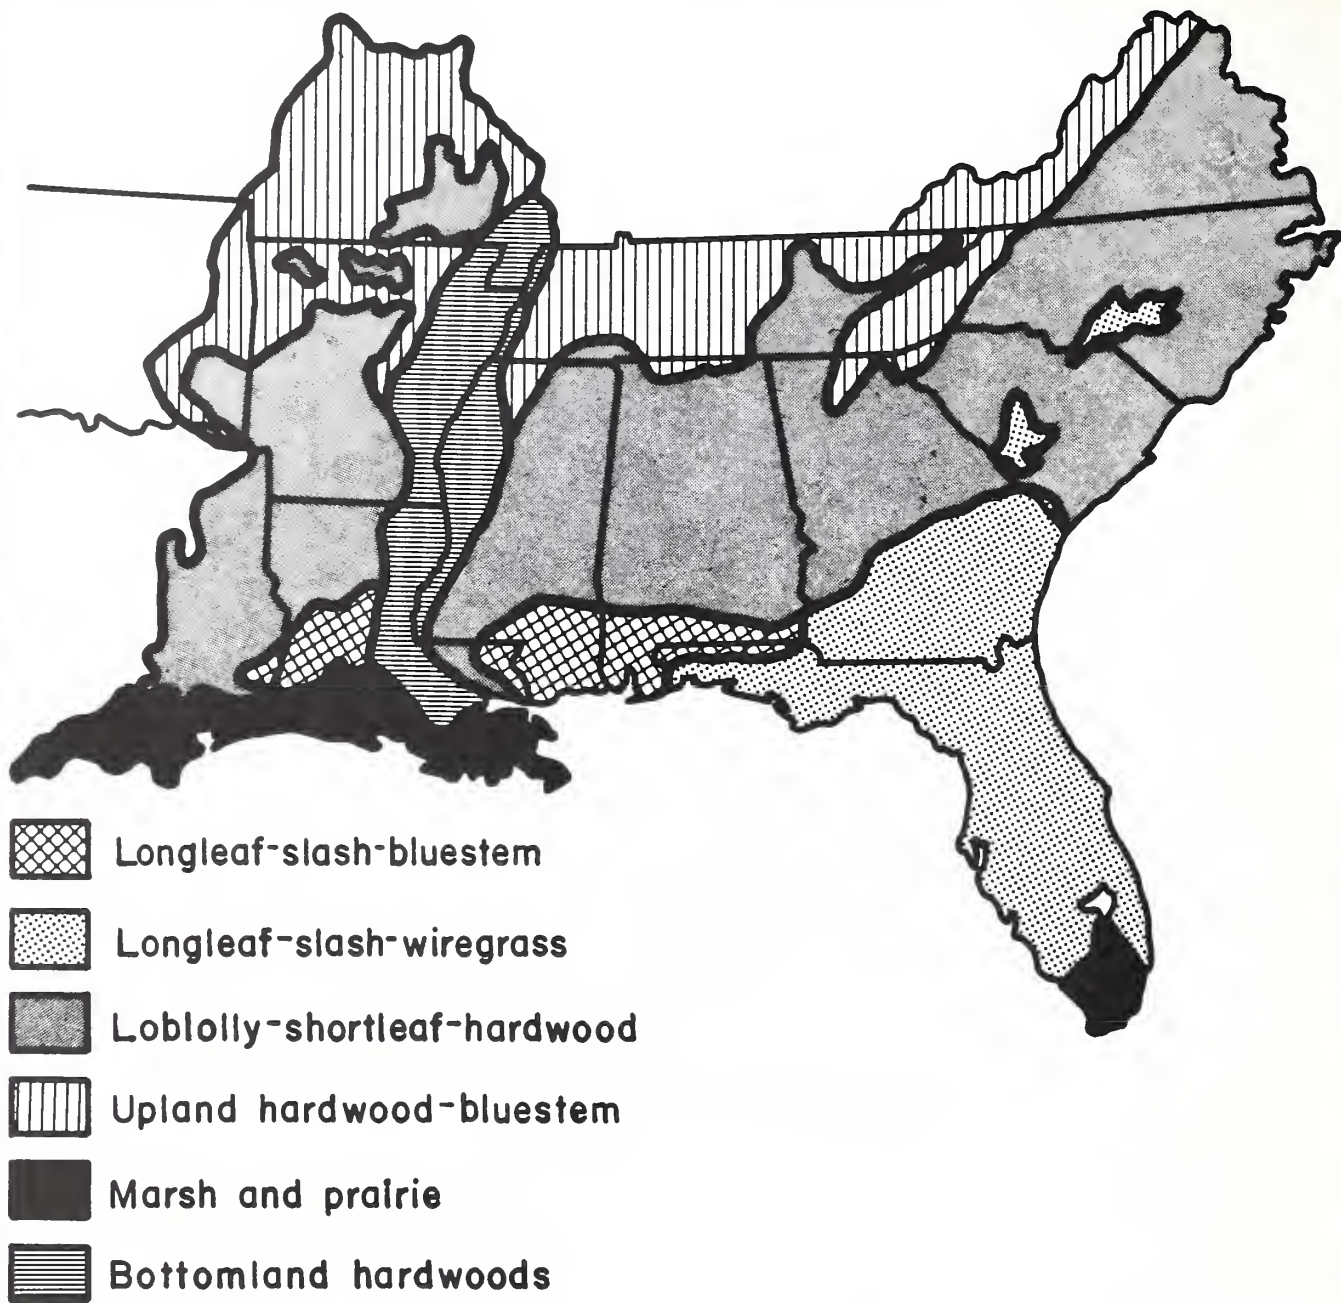 Longleaf-slash-bluestem
Longleaf-slash-wiregrass
Loblolly-shortleaf-hardwood
Upland hardwood-bluestem
Marsh and prairie
Bottomland hardwoods